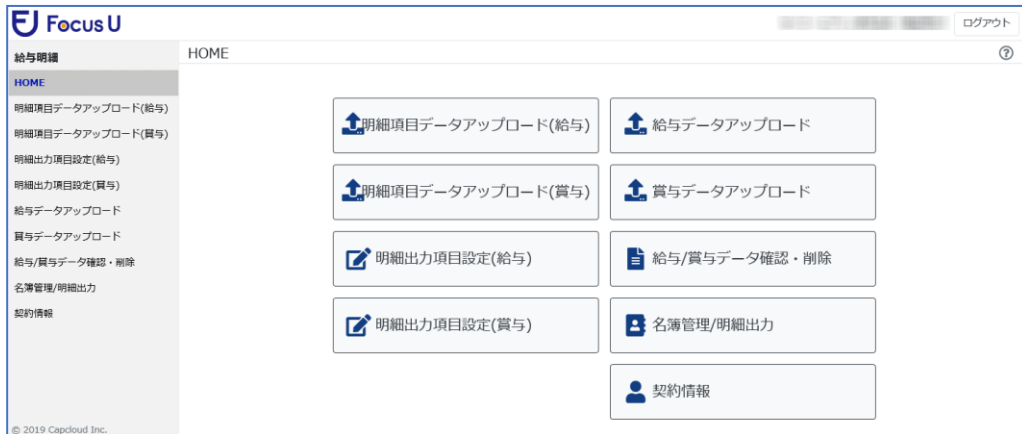 Focus U
ログアウト
給与明細
HOME
HOME
明細項目データアップロード(給与)
明細項目データアップロード(賞与)
明細出力項目設定(給与)
明細出力項目設定(賞与)
給与データアップロード
賞与データアップロード
給与/賞与データ確認・削除
名簿管理/明細出力
契約情報
明細項目データアップロード(給与)
給与データアップロード
明細項目データアップロード(賞与)
賞与データアップロード
明細出力項目設定(給与)
給与/賞与データ確認・削除
明細出力項目設定(賞与)
名簿管理/明細出力
契約情報
© 2019 Capcloud Inc.